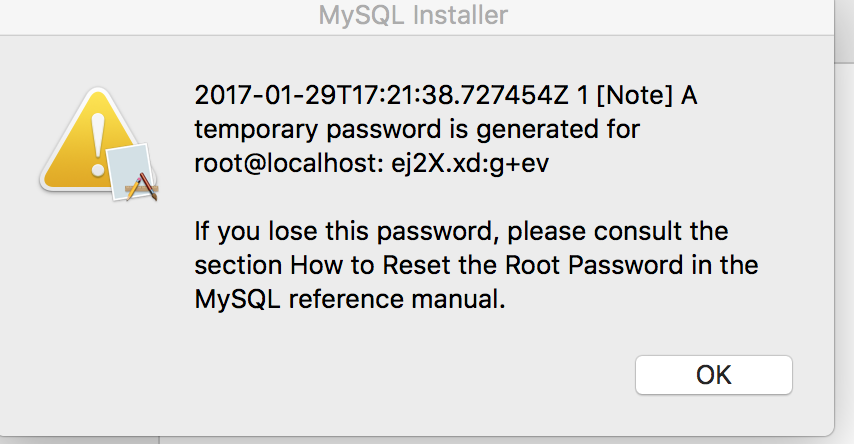 MySQL Installer
2017-01-29T17:21:38.727454Z 1 [Note] A
temporary password is generated for
root@localhost: ej2X.xd:g+ev
If you lose this password, please consult the
section How to Reset the Root Password in the
MySQL reference manual.
OK